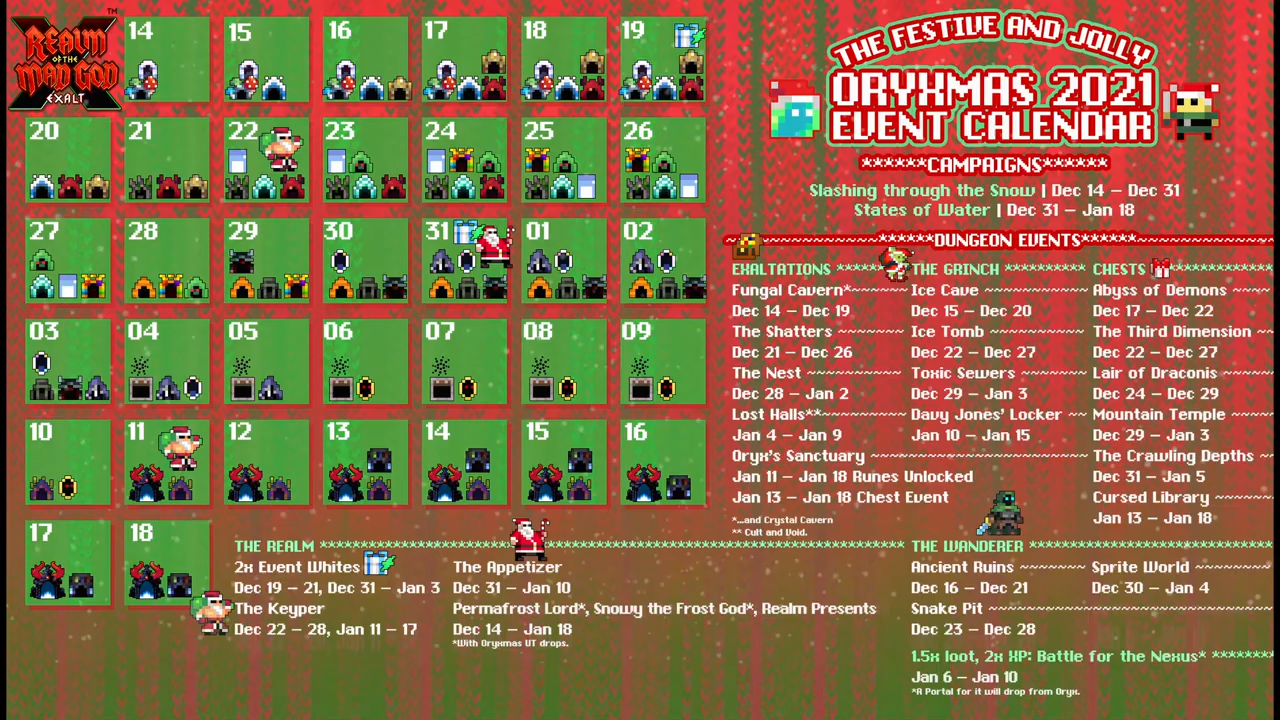 REALM
OF THE
MAD GOD
EXALT
TM
14 15 16 17 18 19
20 21 22 23 24 25 26
27 28 29 30 31 01 02
03 04 05 06 07 08 09
10 11 12 13 14 15 16
17 18
THE FESTIVE AND JOLLY
ORYXMAS 2021
EVENT CALENDAR
******CAMPAIGNS******
Slashing through the Snow | Dec 14 – Dec 31
States of Water | Dec 31 – Jan 18
******DUNGEON EVENTS******
EXALTATIONS
Fungal Cavern*
Dec 14 – Dec 19
The Shatters
Dec 21 – Dec 26
The Nest
Dec 28 – Jan 2
Lost Halls**
Jan 4 – Jan 9
Oryx's Sanctuary
Jan 11 – Jan 18 Runes Unlocked
Jan 13 – Jan 18 Chest Event
*...and Crystal Cavern
** Cult and Void.
THE GRINCH
Ice Cave
Dec 15 – Dec 20
Ice Tomb
Dec 22 – Dec 27
Toxic Sewers
Dec 29 – Jan 3
Davy Jones' Locker
Jan 10 – Jan 15
CHESTS
Abyss of Demons
Dec 17 – Dec 22
The Third Dimension
Dec 22 – Dec 27
Lair of Draconis
Dec 24 – Dec 29
Mountain Temple
Dec 29 – Jan 3
The Crawling Depths
Dec 31 – Jan 5
Cursed Library
Jan 13 – Jan 18
THE REALM
2x Event Whites
Dec 19 – 21, Dec 31 – Jan 3
The Keyper
Dec 22 – 28, Jan 11 – 17
The Appetizer
Dec 31 – Jan 10
Permafrost Lord*, Snowy the Frost God*, Realm Presents
Dec 14 – Jan 18
*With Oryxmas UT drops.
THE WANDERER
Ancient Ruins
Dec 16 – Dec 21
Sprite World
Dec 30 – Jan 4
Snake Pit
Dec 23 – Dec 28
1.5x loot, 2x XP: Battle for the Nexus*
Jan 6 – Jan 10
*A Portal for it will drop from Oryx.